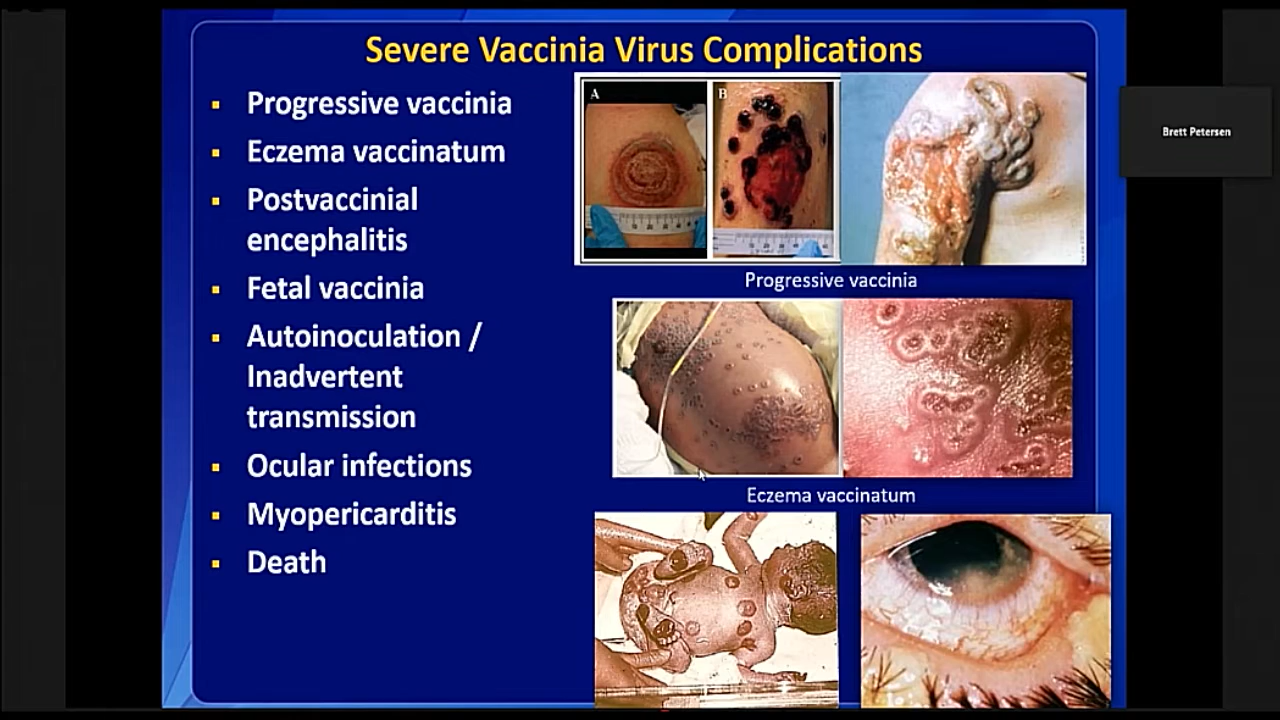 Severe Vaccinia Virus Complications
▪ Progressive vaccinia
▪ Eczema vaccinatum
▪ Postvaccinial
encephalitis
▪ Fetal vaccinia
▪ Autoinoculation /
Inadvertent
transmission
▪ Ocular infections
▪ Myopericarditis
▪ Death
A
B
Progressive vaccinia
Eczema vaccinatum
Brett Petersen